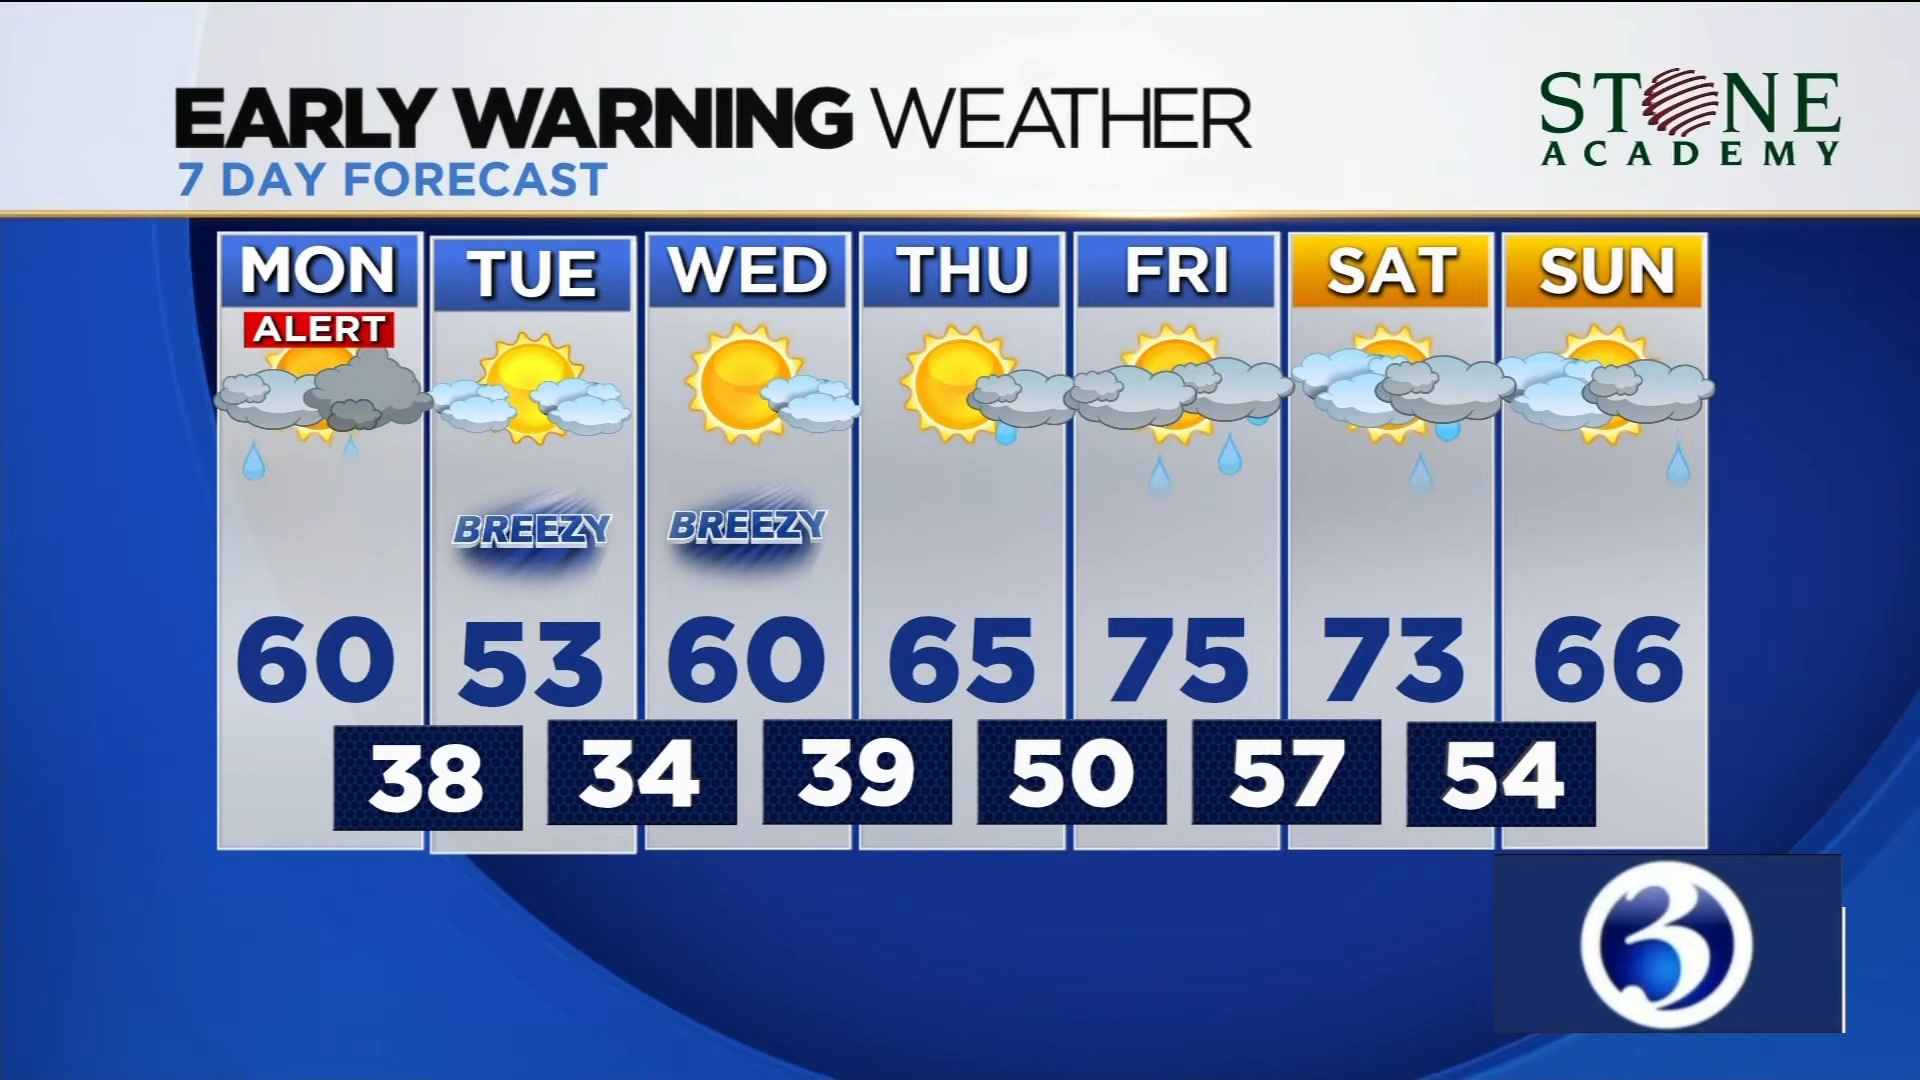 EARLY WARNING WEATHER
7 DAY FORECAST
STONE
ACADEMY
MON TUE WED THU FRI SAT SUN
ALERT
BREEZY BREEZY
60 53 60 65 75 73 66
38 34 39 50 57 54
3